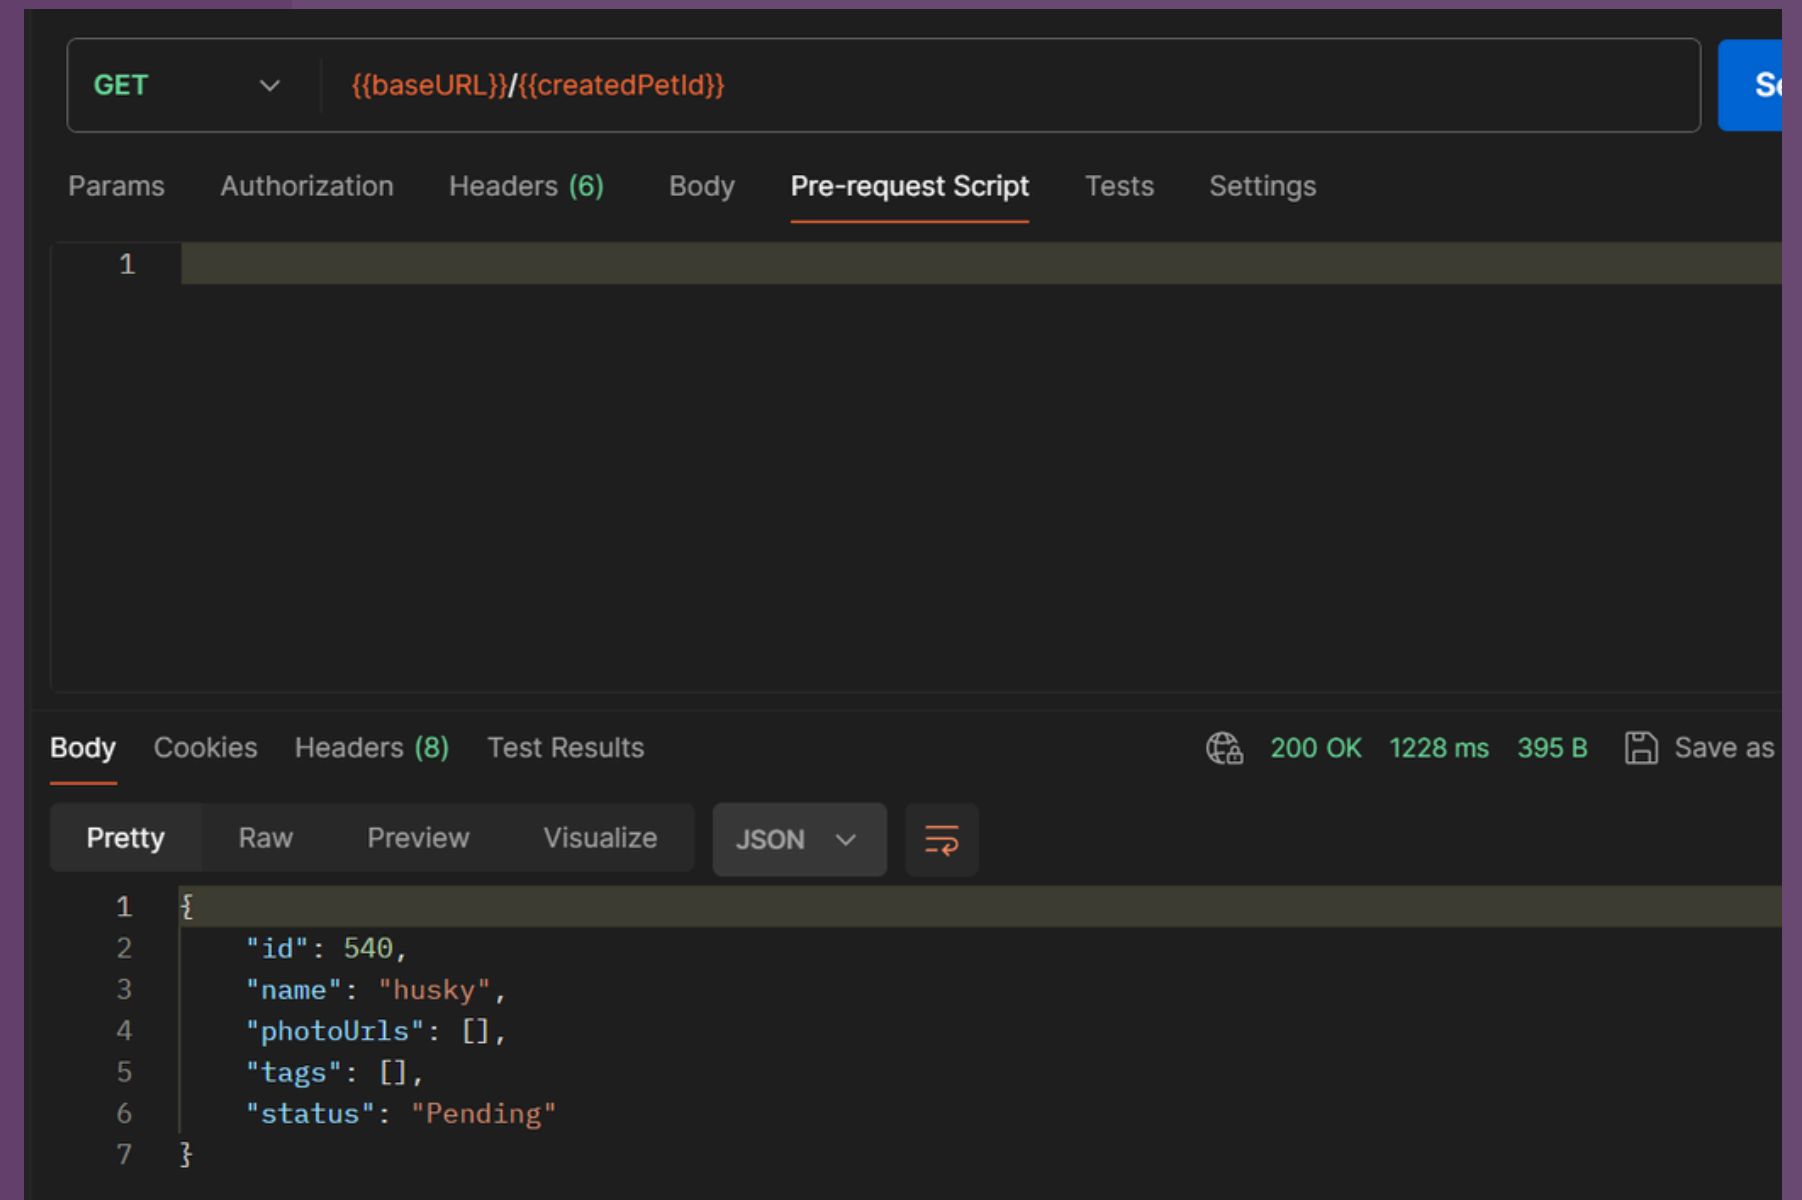 GET {{baseURL}}/{{createdPetId}}
Params Authorization Headers (6) Body Pre-request Script Tests Settings
1
Body Cookies Headers (8) Test Results 200 OK 1228 ms 395 B Save as
Pretty Raw Preview Visualize JSON
1 {
2 "id": 540,
3 "name": "husky",
4 "photoUrls": [],
5 "tags": [],
6 "status": "Pending"
7 }